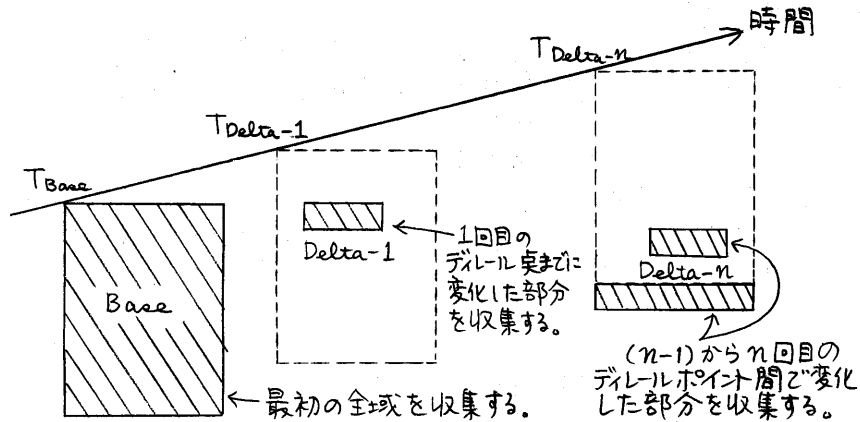 時間
T Delta-n
T Delta-1
T Base
Base
最初の全域を収集する。
Delta-1
1回目の
ディレール点までに
変化した部分
を収集する。
Delta-n
(n-1)からn回目の
ディレールポイント間で変化
した部分を収集する。